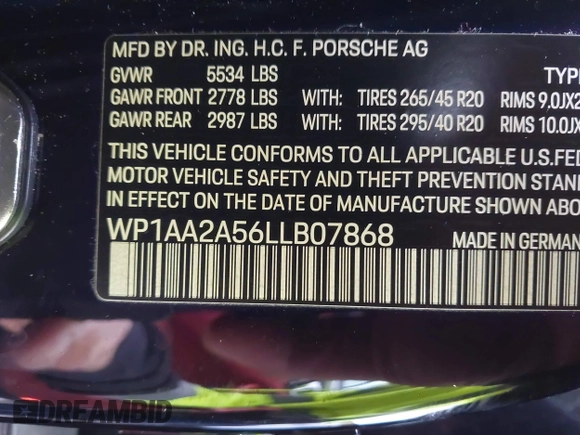 MFD BY DR. ING. H.C. F. PORSCHE AG
GVWR 5534 LBS TYPE
GAWR FRONT 2778 LBS WITH: TIRES 265/45 R20 RIMS 9.0JX2
GAWR REAR 2987 LBS WITH: TIRES 295/40 R20 RIMS 10.0JX
THIS VEHICLE CONFORMS TO ALL APPLICABLE U.S.FED
MOTOR VEHICLE SAFETY AND THEFT PREVENTION STAN
IN EFFECT ON THE DATE OF MANUFACTURE SHOWN ABO
WP1AA2A56LLB07868 MADE IN GERMAN
DREAMBID